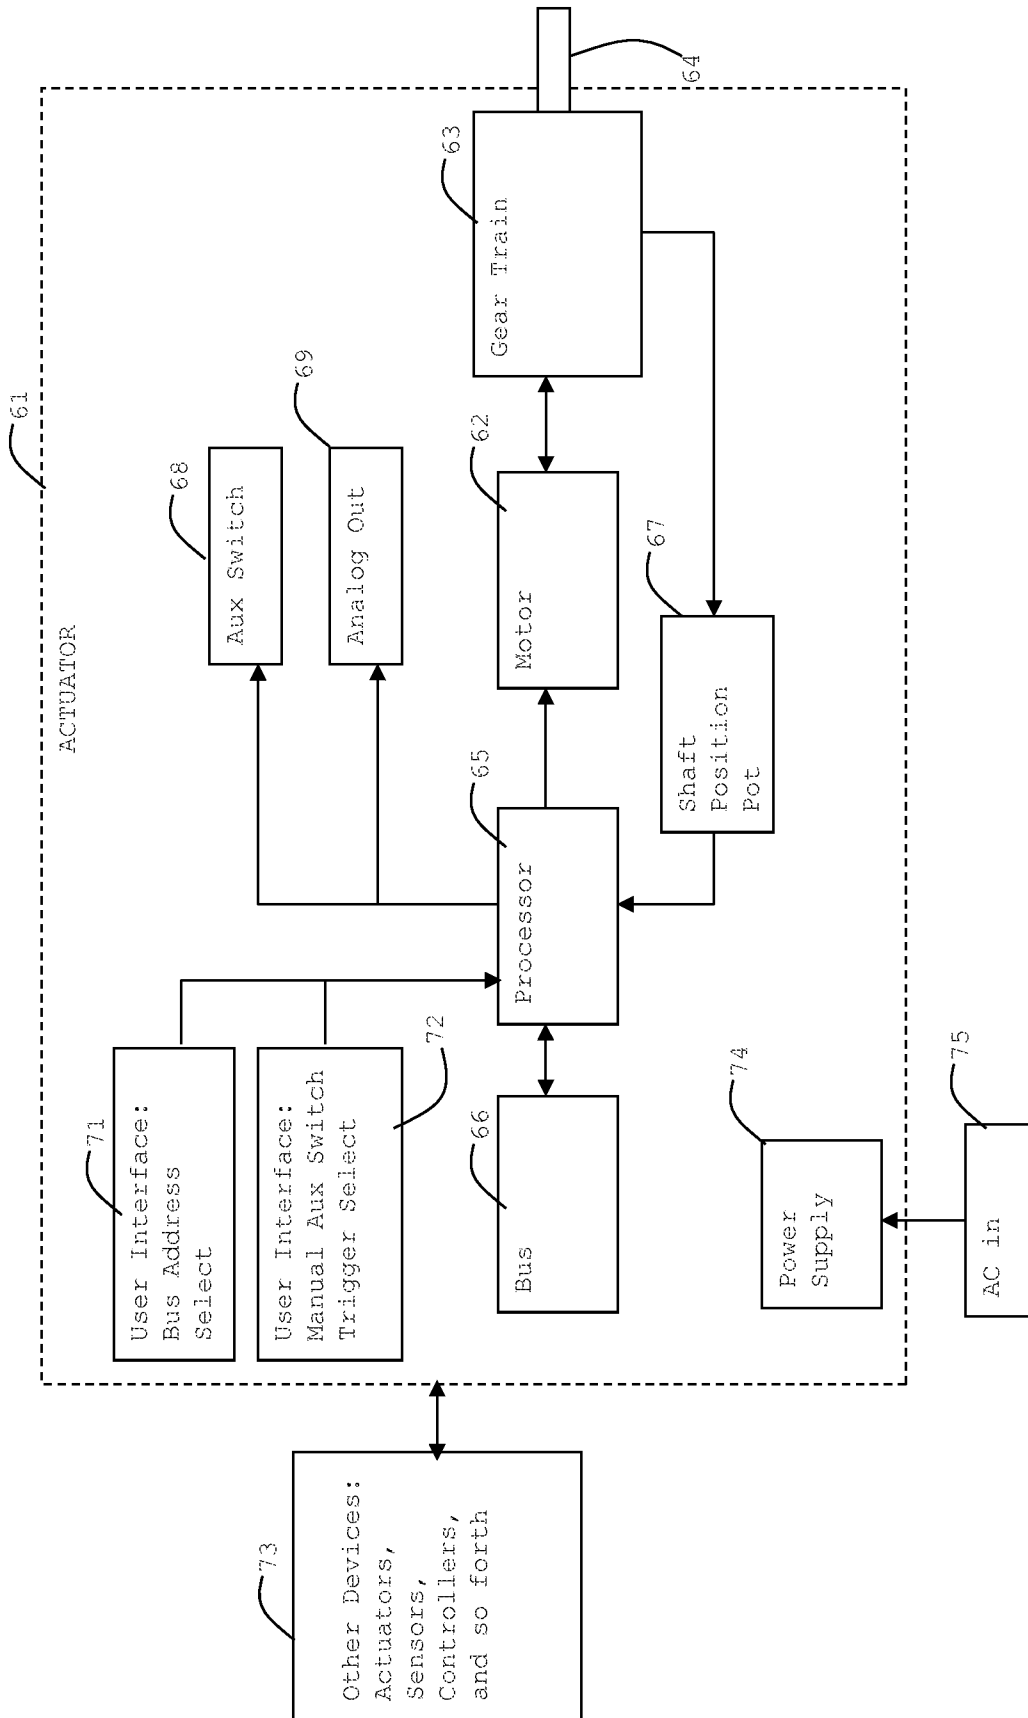 61
ACTUATOR
71
User Interface:
Bus Address
Select
68
Aux Switch
69
Analog Out
63
Gear Train
64
User Interface:
Manual Aux Switch
Trigger Select
72
73
Other Devices:
Actuators,
Sensors,
Controllers,
and so forth
66
Bus
65
Processor
62
Motor
67
Shaft
Position
Pot
74
Power
Supply
75
AC in